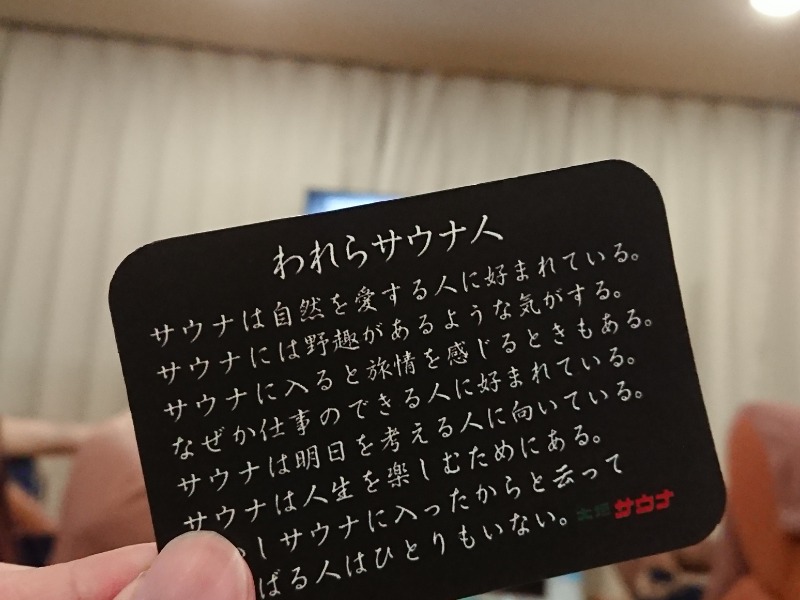 われらサウナ人
サウナは自然を愛する人に好まれている。
サウナには野趣があるような気がする。
サウナに入ると旅情を感じるときもある。
なぜか仕事のできる人に好まれている。
サウナは明日を考える人に向いている。
サウナは人生を楽しむためにある。
しサウナに入ったからと云って
ばる人はひとりもいない。
サウナ